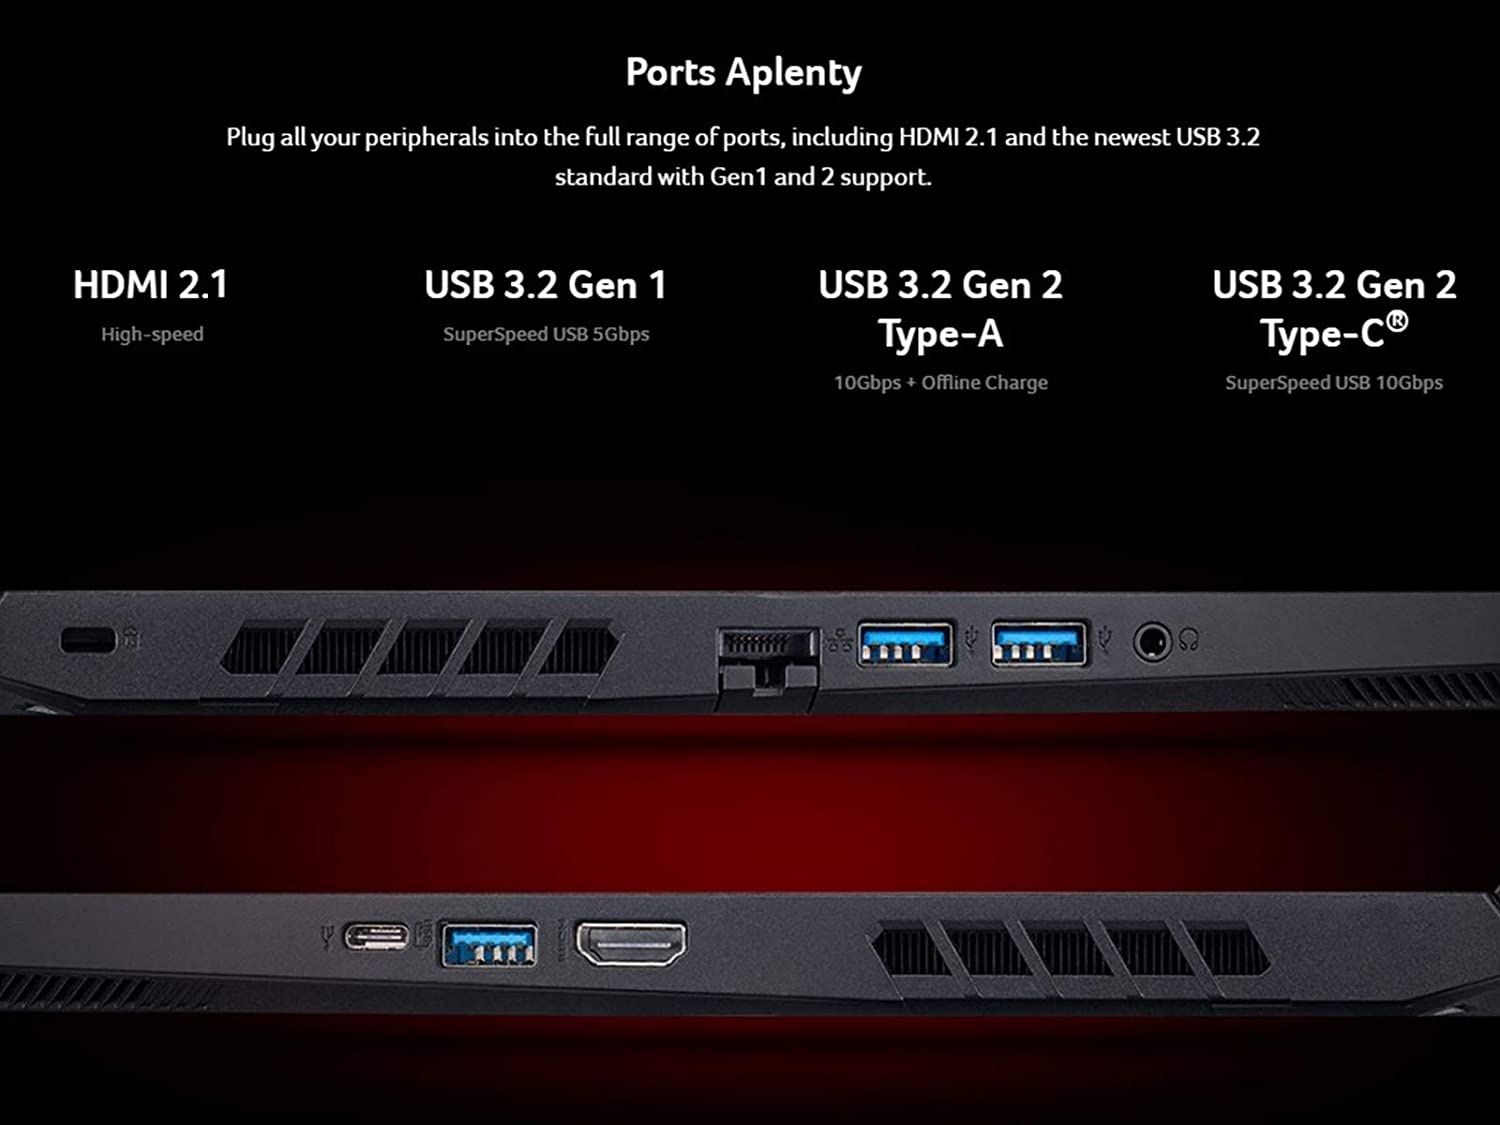 Ports Aplenty
Plug all your peripherals into the full range of ports, including HDMI 2.1 and the newest USB 3.2
standard with Gen1 and 2 support.
HDMI 2.1
High-speed
USB 3.2 Gen 1
SuperSpeed USB 5Gbps
USB 3.2 Gen 2
Type-A
10Gbps + Offline Charge
USB 3.2 Gen 2
Type-C®
SuperSpeed USB 10Gbps